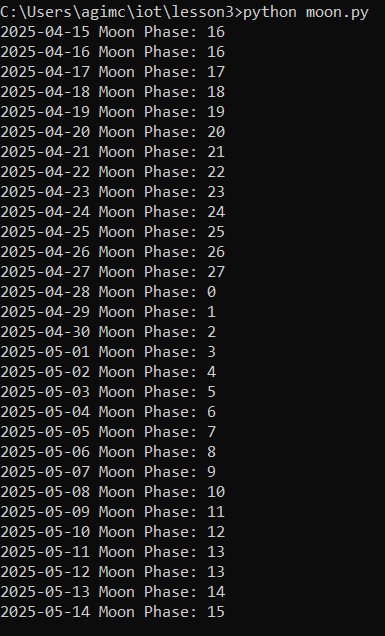 C:\Users\agimc\iot\lesson3>python moon.py
2025-04-15 Moon Phase: 16
2025-04-16 Moon Phase: 16
2025-04-17 Moon Phase: 17
2025-04-18 Moon Phase: 18
2025-04-19 Moon Phase: 19
2025-04-20 Moon Phase: 20
2025-04-21 Moon Phase: 21
2025-04-22 Moon Phase: 22
2025-04-23 Moon Phase: 23
2025-04-24 Moon Phase: 24
2025-04-25 Moon Phase: 25
2025-04-26 Moon Phase: 26
2025-04-27 Moon Phase: 27
2025-04-28 Moon Phase: 0
2025-04-29 Moon Phase: 1
2025-04-30 Moon Phase: 2
2025-05-01 Moon Phase: 3
2025-05-02 Moon Phase: 4
2025-05-03 Moon Phase: 5
2025-05-04 Moon Phase: 6
2025-05-05 Moon Phase: 7
2025-05-06 Moon Phase: 8
2025-05-07 Moon Phase: 9
2025-05-08 Moon Phase: 10
2025-05-09 Moon Phase: 11
2025-05-10 Moon Phase: 12
2025-05-11 Moon Phase: 13
2025-05-12 Moon Phase: 13
2025-05-13 Moon Phase: 14
2025-05-14 Moon Phase: 15